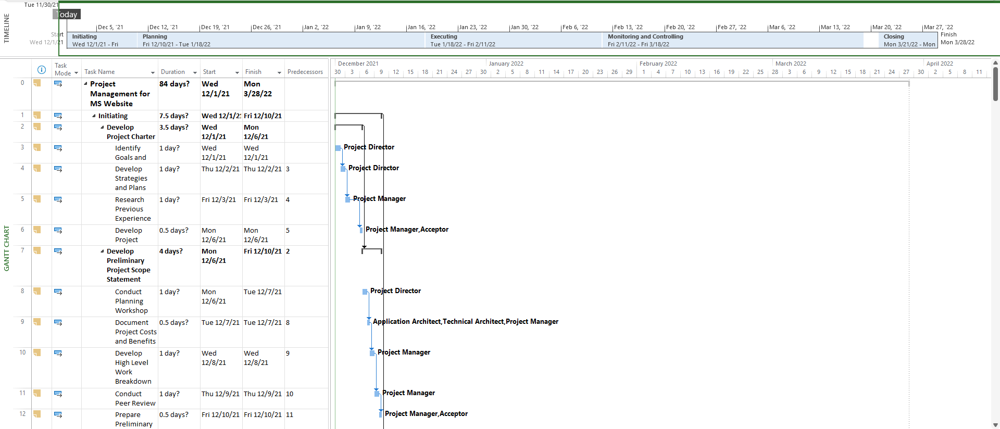 Tue 11/30/21
Today
TIMELINE
Dec 5, '21 Dec 12, '21 Dec 19, '21 Dec 26, '21 Jan 2, '22 Jan 9, '22 Jan 16, '22 Jan 23, '22 Jan 30, '22 Feb 6, '22 Feb 13, '22 Feb 20, '22 Feb 27, '22 Mar 6, '22 Mar 13, '22 Mar 20, '22 Mar 27, '22
Start
Wed 12/1/21
Initiating
Wed 12/1/21 - Fri
Planning
Fri 12/10/21 - Tue 1/18/22
Executing
Tue 1/18/22 - Fri 2/11/22
Monitoring and Controlling
Fri 2/11/22 - Fri 3/18/22
Closing
Mon 3/21/22 - Mon
Finish
Mon 3/28/22
GANTT CHART
Task
Mode
Task Name Duration Start Finish Predecessors
December 2021 January 2022 February 2022 March 2022 April 2022
30 3 6 9 12 15 18 21 24 27 30 2 5 8 11 14 17 20 23 26 29 1 4 7 10 13 16 19 22 25 28 3 6 9 12 15 18 21 24 27 30 2 5 8 11
0 Project 84 days? Wed Mon
Management for 12/1/21 3/28/22
MS Website
1 Initiating 7.5 days? Wed 12/1/21 Fri 12/10/21
2 Develop 3.5 days? Wed Mon
Project Charter 12/1/21 12/6/21
3 Identify 1 day? Wed Wed Project Director
Goals and 12/1/21 12/1/21
4 Develop 1 day? Thu 12/2/21 Thu 12/2/21 3 Project Director
Strategies
and Plans
5 Research 1 day? Fri 12/3/21 Fri 12/3/21 4 Project Manager
Previous
Experience
6 Develop 0.5 days? Mon Mon 5 Project Manager,Acceptor
Project 12/6/21 12/6/21
7 Develop 4 days? Mon Fri 12/10/21 2
Preliminary 12/6/21
Project Scope
Statement
8 Conduct 1 day? Mon Tue 12/7/21 Project Director
Planning 12/6/21
Workshop
9 Document 0.5 days? Tue 12/7/21 Tue 12/7/21 8 Application Architect,Technical Architect,Project Manager
Project Costs
and Benefits
10 Develop 1 day? Wed Wed 9 Project Manager
High Level 12/8/21 12/8/21
Work
Breakdown
11 Conduct 1 day? Thu 12/9/21 Thu 12/9/21 10 Project Manager
Peer Review
12 Prepare 0.5 days? Fri 12/10/21 Fri 12/10/21 11 Project Manager,Acceptor
Preliminary